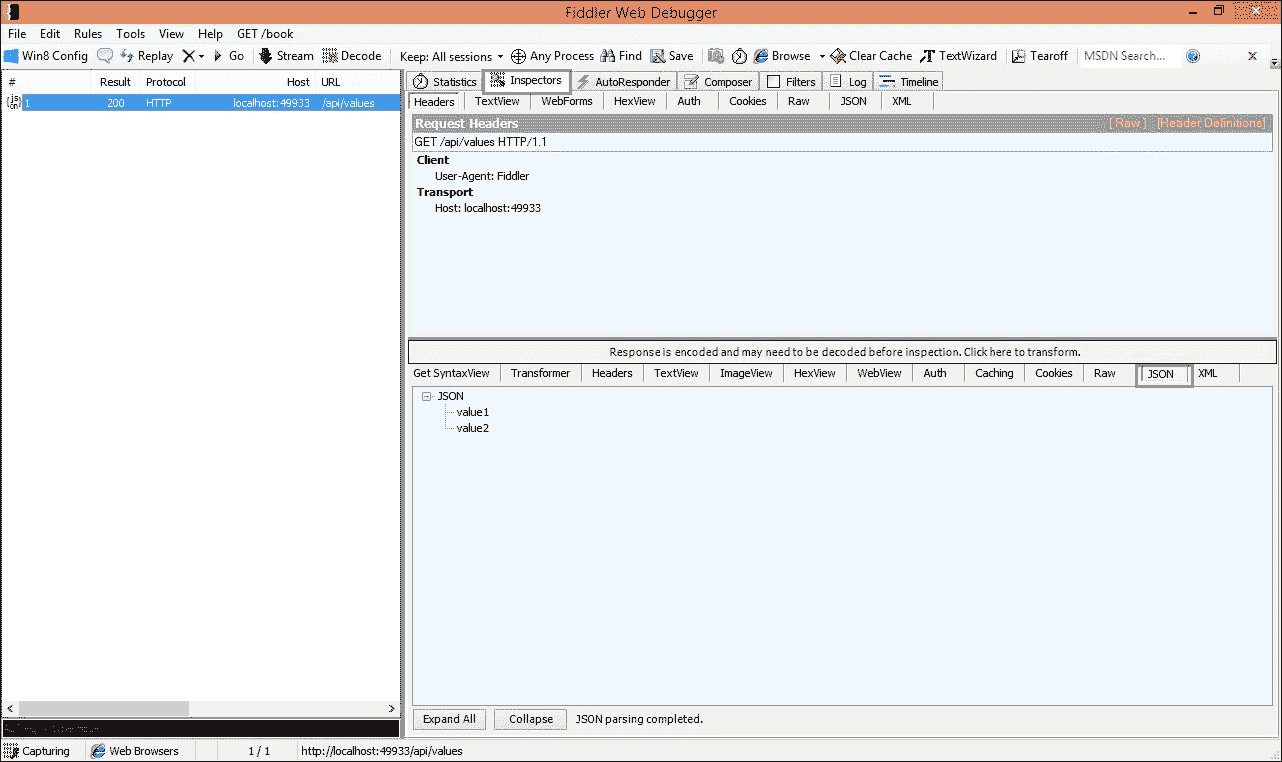 Fiddler Web Debugger
File Edit Rules Tools View Help GET /book
Win8 Config Replay Go Stream Decode Keep: All sessions Any Process Find Save Browse Clear Cache TextWizard Tearoff MSDN Search...
# Result Protocol Host URL
1 200 HTTP localhost:49933 /api/values
Statistics Inspectors AutoResponder Composer Filters Log Timeline
Headers TextView WebForms HexView Auth Cookies Raw JSON XML
Request Headers [ Raw ] [Header Definitions]
GET /api/values HTTP/1.1
Client
User-Agent: Fiddler
Transport
Host: localhost:49933
Response is encoded and may need to be decoded before inspection. Click here to transform.
Get SyntaxView Transformer Headers TextView ImageView HexView WebView Auth Caching Cookies Raw JSON XML
JSON
value1
value2
Expand All Collapse JSON parsing completed.
Capturing Web Browsers 1 / 1 http://localhost:49933/api/values